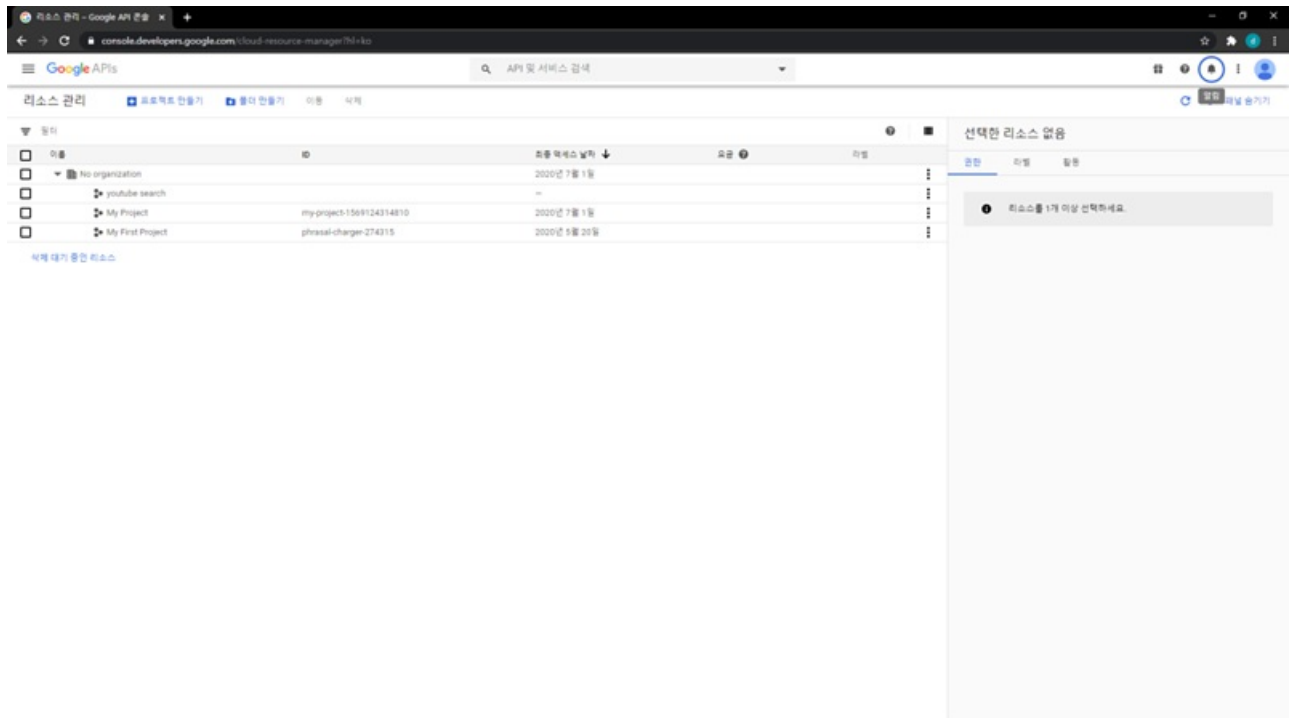 리소스 관리 - Google API 콘솔
console.developers.google.com/cloud-resource-manager?hl=ko
Google APIs
API 및 서비스 검색
리소스 관리 프로젝트 만들기 폴더 만들기 이동 삭제
알림
패널 숨기기
필터
이름 ID 최종 액세스 날짜 요금 라벨
No organization 2020년 7월 1일
youtube search –
My Project my-project-1569124314810 2020년 7월 1일
My First Project phrasal-charger-274315 2020년 5월 20일
삭제 대기 중인 리소스
선택한 리소스 없음
권한 라벨 활동
리소스를 1개 이상 선택하세요.